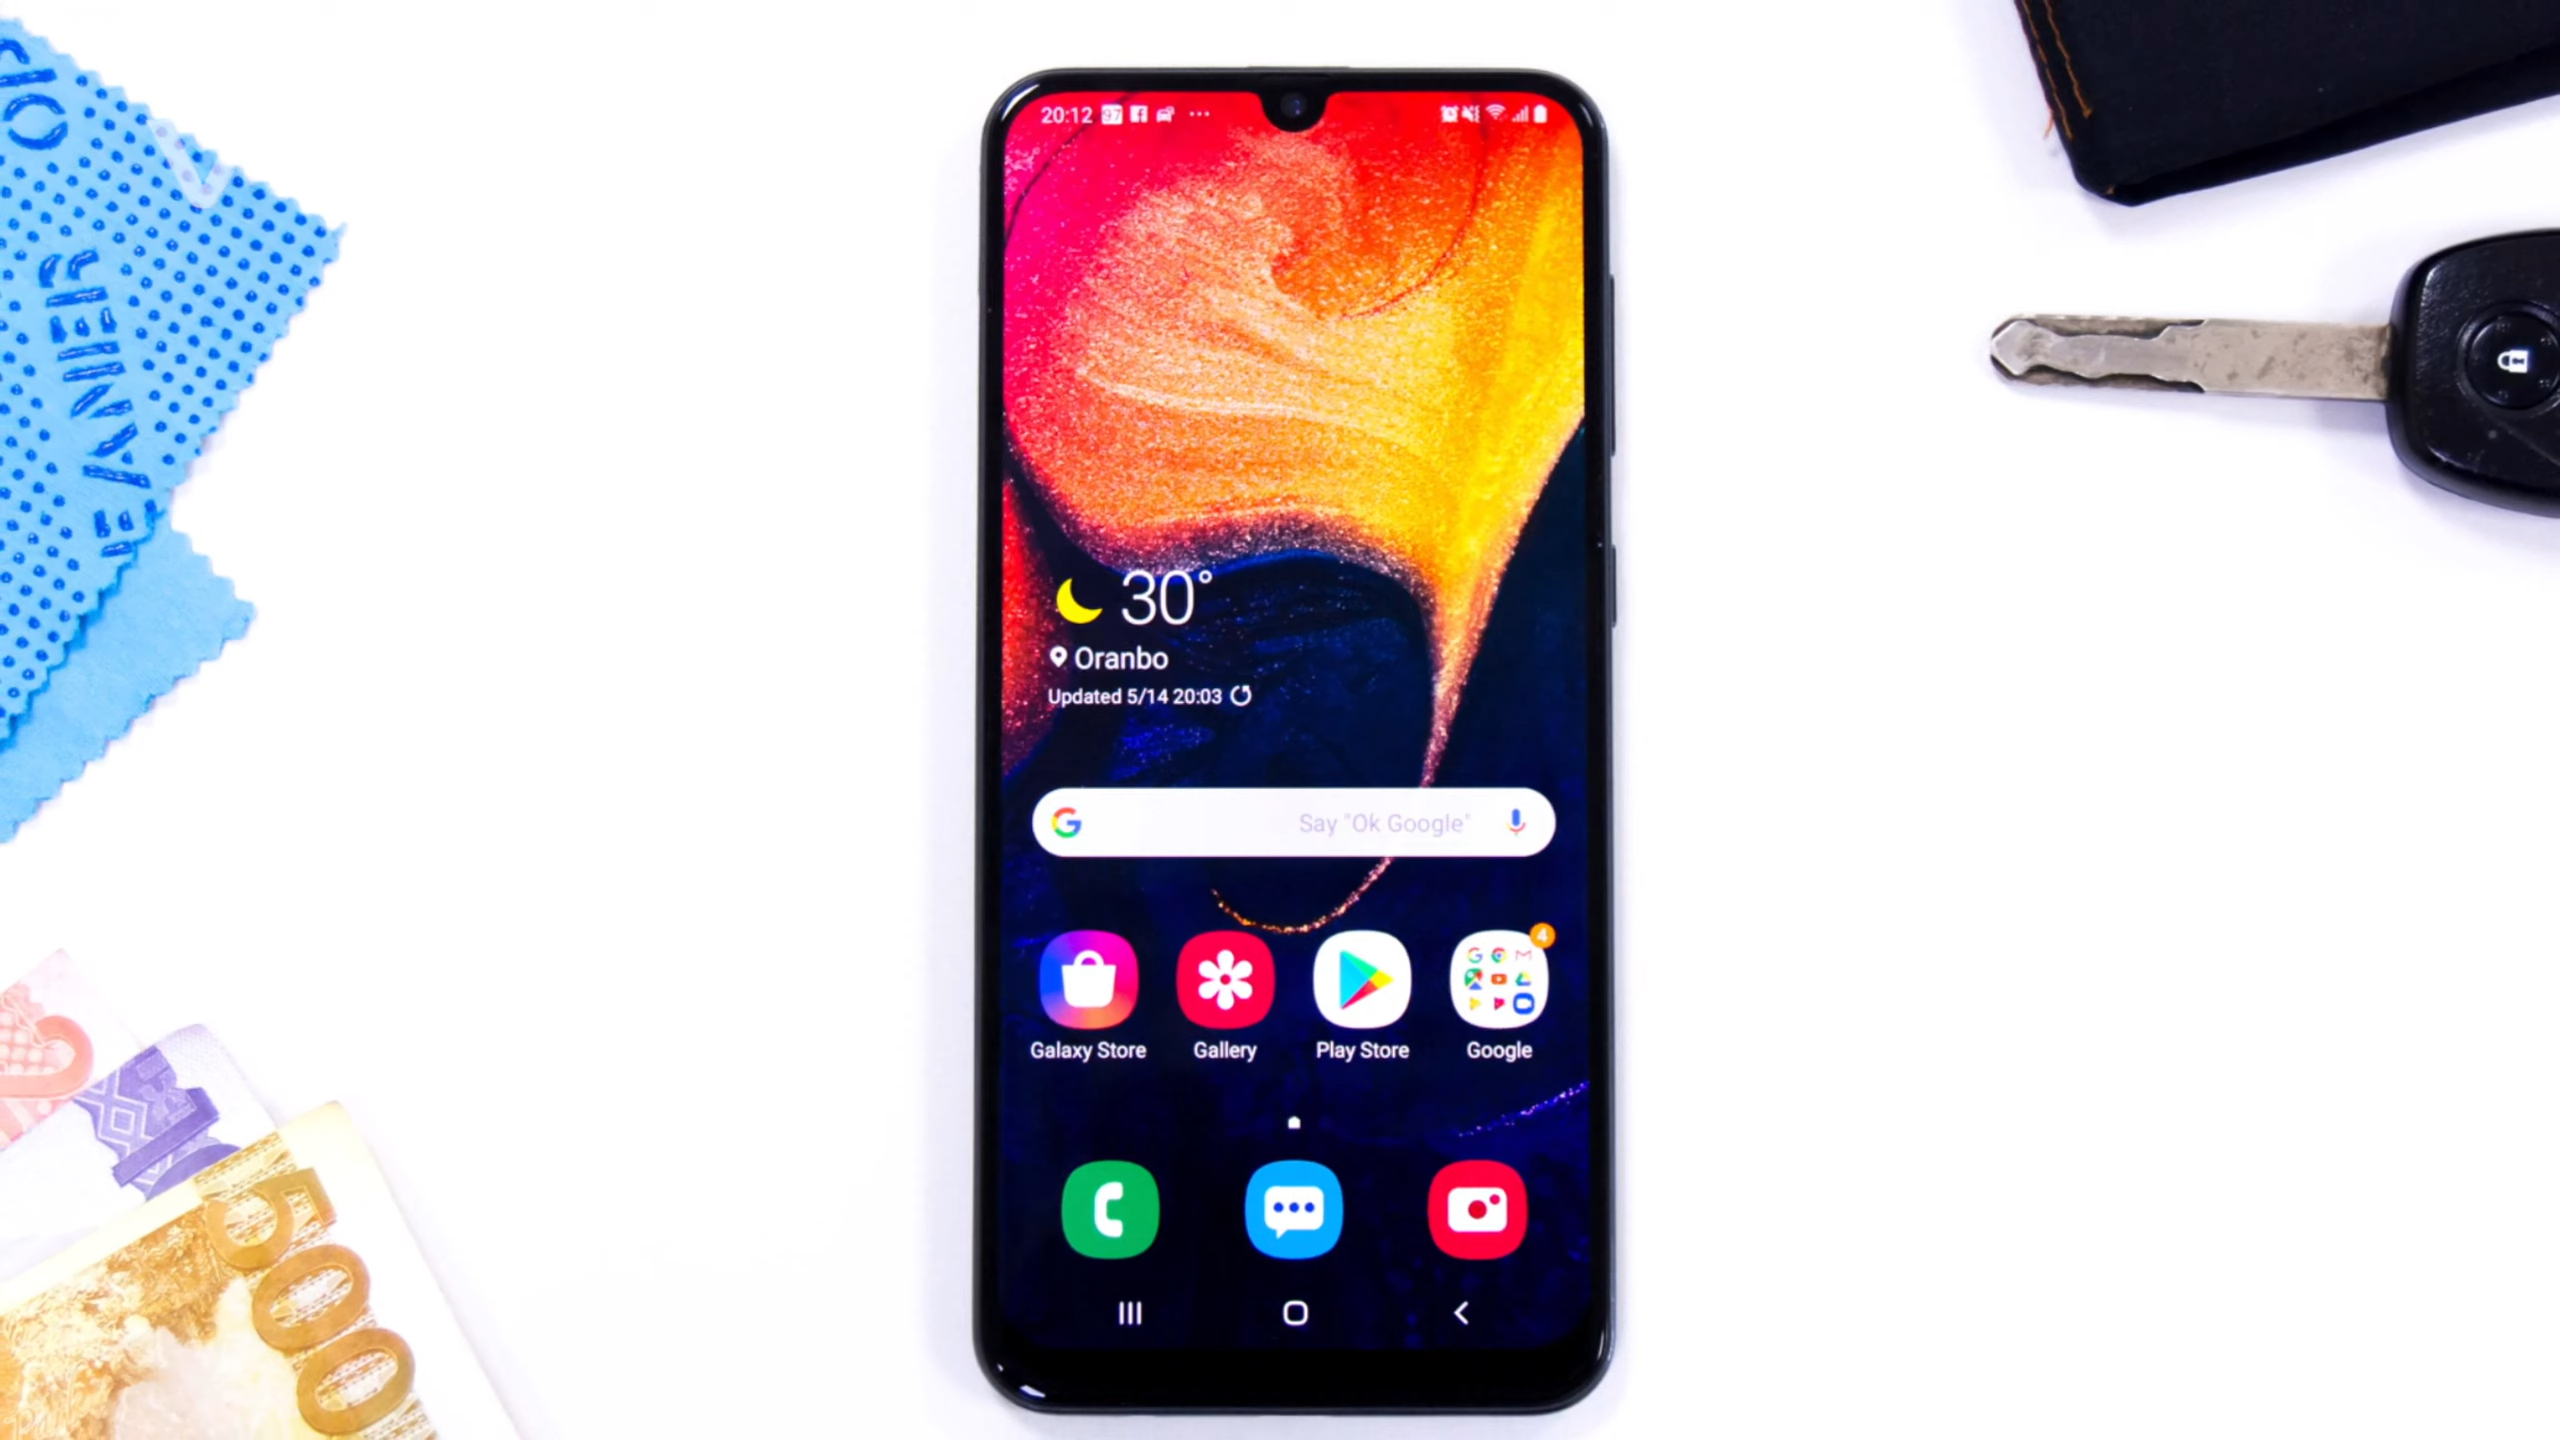 20:12
30°
Oranbo
Updated 5/14 20:03
Say "Ok Google"
4
Galaxy Store
Gallery
Play Store
Google
500